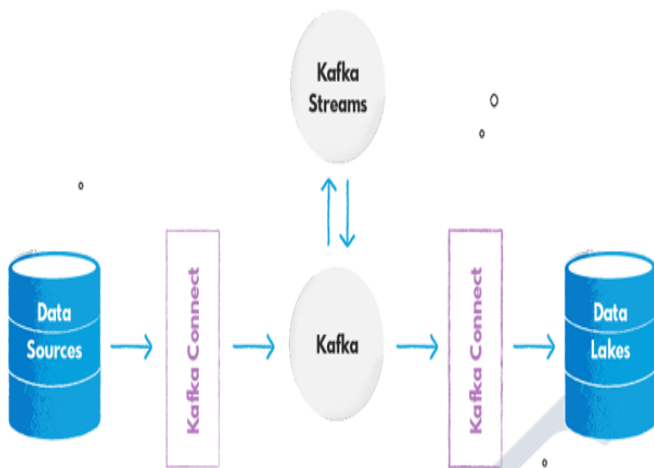 Kafka
Streams
Data
Sources
Kafka Connect
Kafka
Kafka Connect
Data
Lakes